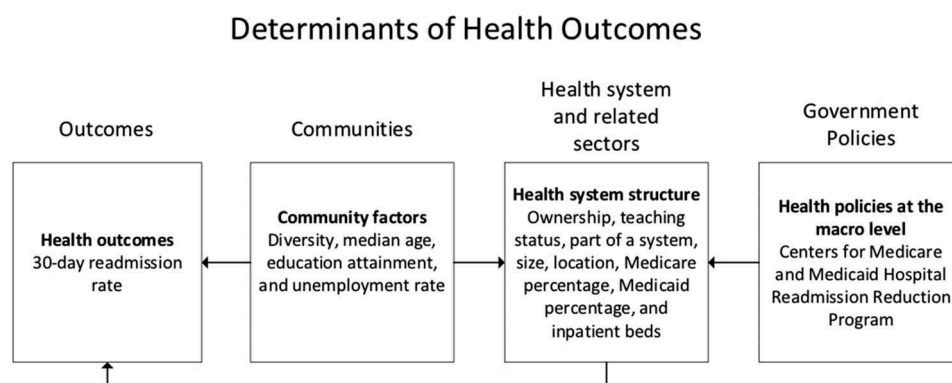 Determinants of Health Outcomes
Outcomes
Communities
Health system
and related
sectors
Government
Policies
Health outcomes
30-day readmission
rate
Community factors
Diversity, median age,
education attainment,
and unemployment rate
Health system structure
Ownership, teaching
status, part of a system,
size, location, Medicare
percentage, Medicaid
percentage, and
inpatient beds
Health policies at the
macro level
Centers for Medicare
and Medicaid Hospital
Readmission Reduction
Program